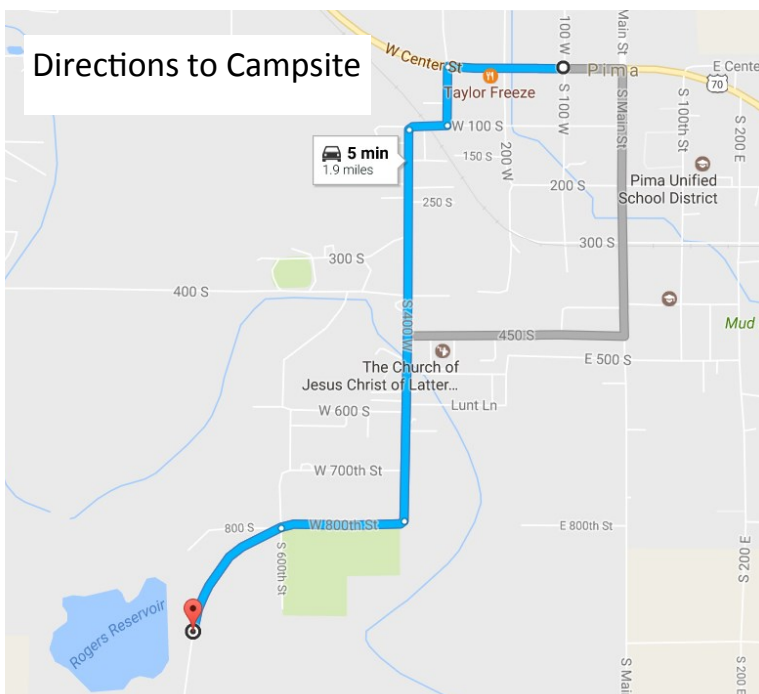 Directions to Campsite
W Center St
100 W
Main St
Pima
E Cente
70
Taylor Freeze
S 100 W
S Main St
S 100th St
S 200 E
W 100 S
5 min
1.9 miles
150 S
200 W
200 S
Pima Unified
School District
250 S
300 S
300 S
400 S
S 400 W
450 S
Mud
The Church of
Jesus Christ of Latter...
E 500 S
W 600 S
Lunt Ln
W 700th St
800 S
W 800th St
E 800th St
S 600th St
S 200 E
Rogers Reservoir
S Mai
S 200 E